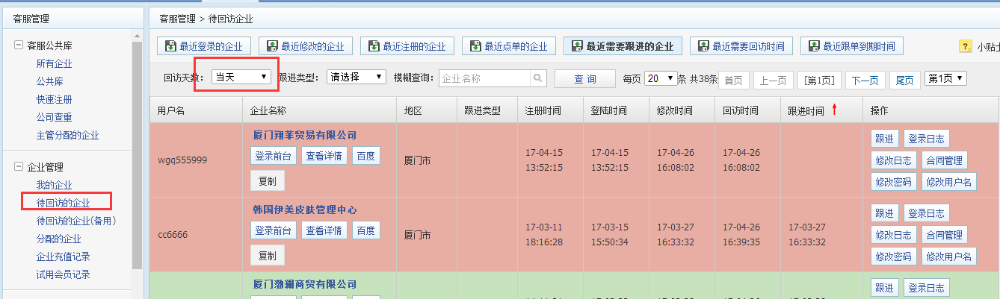 客服管理
客服公共库
所有企业
公共库
快速注册
公司查重
主管分配的企业
企业管理
我的企业
待回访的企业
待回访的企业(备用)
分配的企业
企业充值记录
试用会员记录
客服管理 > 待回访企业
最近登录的企业 最近修改的企业 最近注册的企业 最近点单的企业 最近需要跟进的企业 最近需要回访时间 最近跟单到期时间 小贴士
回访天数: 当天 跟进类型: 请选择 模糊查询: 企业名称 查 询 每页 20 条 共38条 首页 上一页 [第1页] 下一页 尾页 第1页
用户名 企业名称 地区 跟进类型 注册时间 登陆时间 修改时间 回访时间 跟进时间 操作
wgq555999
厦门翔菲贸易有限公司
登录前台 查看详情 百度
复制
厦门市
17-04-15
13:52:15
17-04-15
13:52:15
17-04-26
16:08:02
17-04-26
16:08:02
跟进 登录日志
修改日志 合同管理
修改密码 修改用户名
cc6666
韩国伊美皮肤管理中心
登录前台 查看详情 百度
复制
厦门市
17-03-11
18:16:28
17-03-15
15:50:34
17-03-27
16:33:32
17-04-26
16:39:35
17-03-27
16:33:32
跟进 登录日志
修改日志 合同管理
修改密码 修改用户名
厦门渤澜商贸有限公司
跟进 登录日志